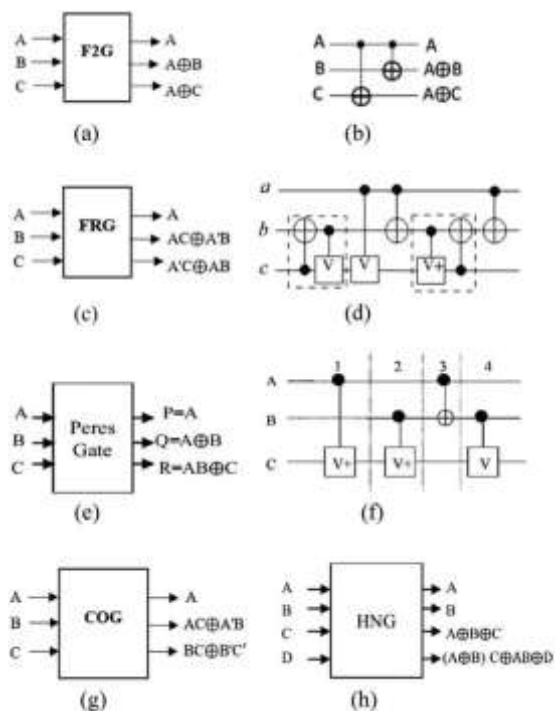 A F2G A
B A⊕B
C A⊕C
(a)
A A
B A⊕B
C A⊕C
(b)
A FRG A
B AC⊕A'B
C A'C⊕AB
(c)
a
b
c V V V+
(d)
A Peres Gate P=A
B Q=A⊕B
C R=AB⊕C
(e)
1 2 3 4
A
B
C V+ V+ V
(f)
A COG A
B AC⊕A'B
C BC⊕B'C'
(g)
A HNG A
B B
C A⊕B⊕C
D (A⊕B) C⊕AB⊕D
(h)